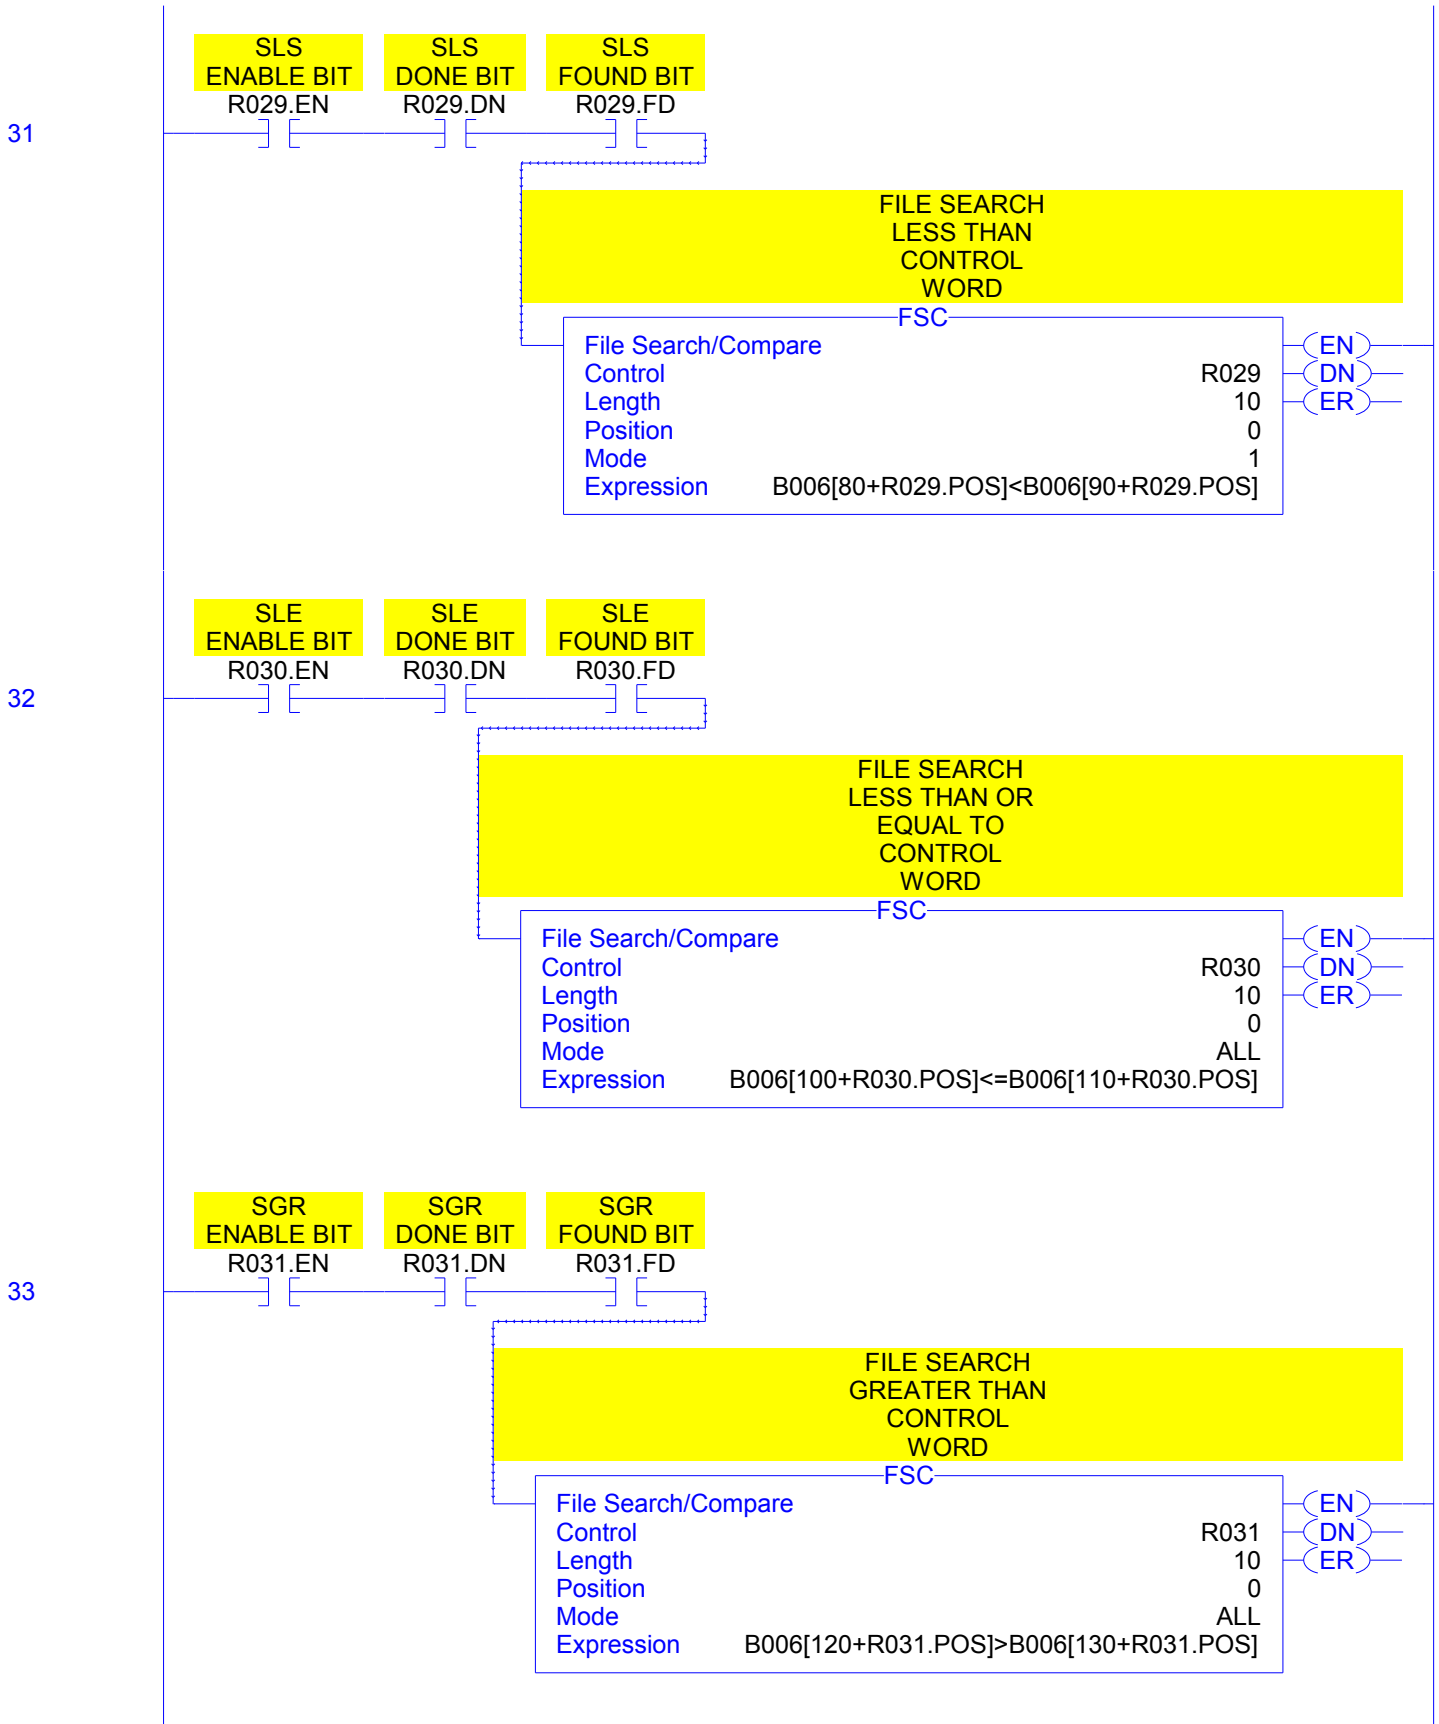 SLS SLS SLS
ENABLE BIT DONE BIT FOUND BIT
R029.EN R029.DN R029.FD
31
FILE SEARCH
LESS THAN
CONTROL
WORD
FSC
File Search/Compare EN
Control R029 DN
Length 10 ER
Position 0
Mode 1
Expression B006[80+R029.POS]<B006[90+R029.POS]
SLE SLE SLE
ENABLE BIT DONE BIT FOUND BIT
R030.EN R030.DN R030.FD
32
FILE SEARCH
LESS THAN OR
EQUAL TO
CONTROL
WORD
FSC
File Search/Compare EN
Control R030 DN
Length 10 ER
Position 0
Mode ALL
Expression B006[100+R030.POS]<=B006[110+R030.POS]
SGR SGR SGR
ENABLE BIT DONE BIT FOUND BIT
R031.EN R031.DN R031.FD
33
FILE SEARCH
GREATER THAN
CONTROL
WORD
FSC
File Search/Compare EN
Control R031 DN
Length 10 ER
Position 0
Mode ALL
Expression B006[120+R031.POS]>B006[130+R031.POS]